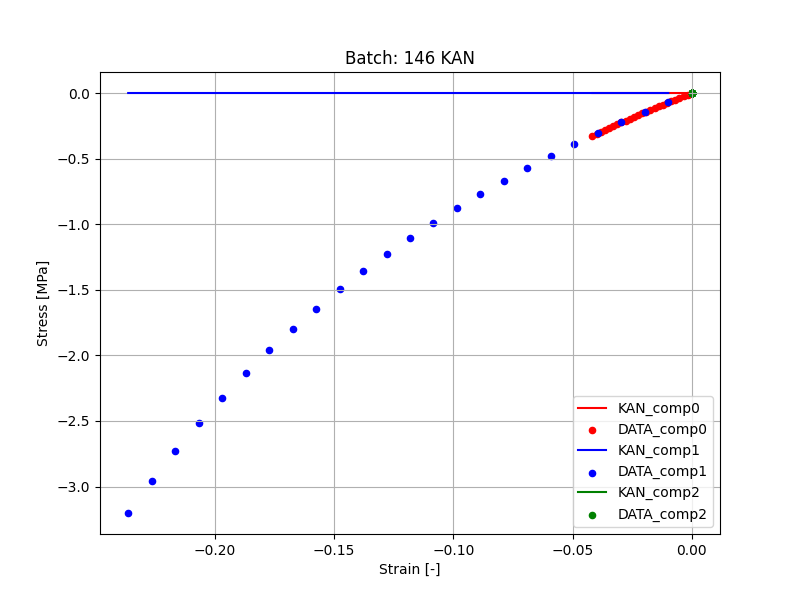 Batch: 146 KAN
0.0
−0.5
−1.0
−1.5
−2.0
−2.5
−3.0
Stress [MPa]
KAN_comp0
DATA_comp0
KAN_comp1
DATA_comp1
KAN_comp2
DATA_comp2
−0.20 −0.15 −0.10 −0.05 0.00
Strain [-]